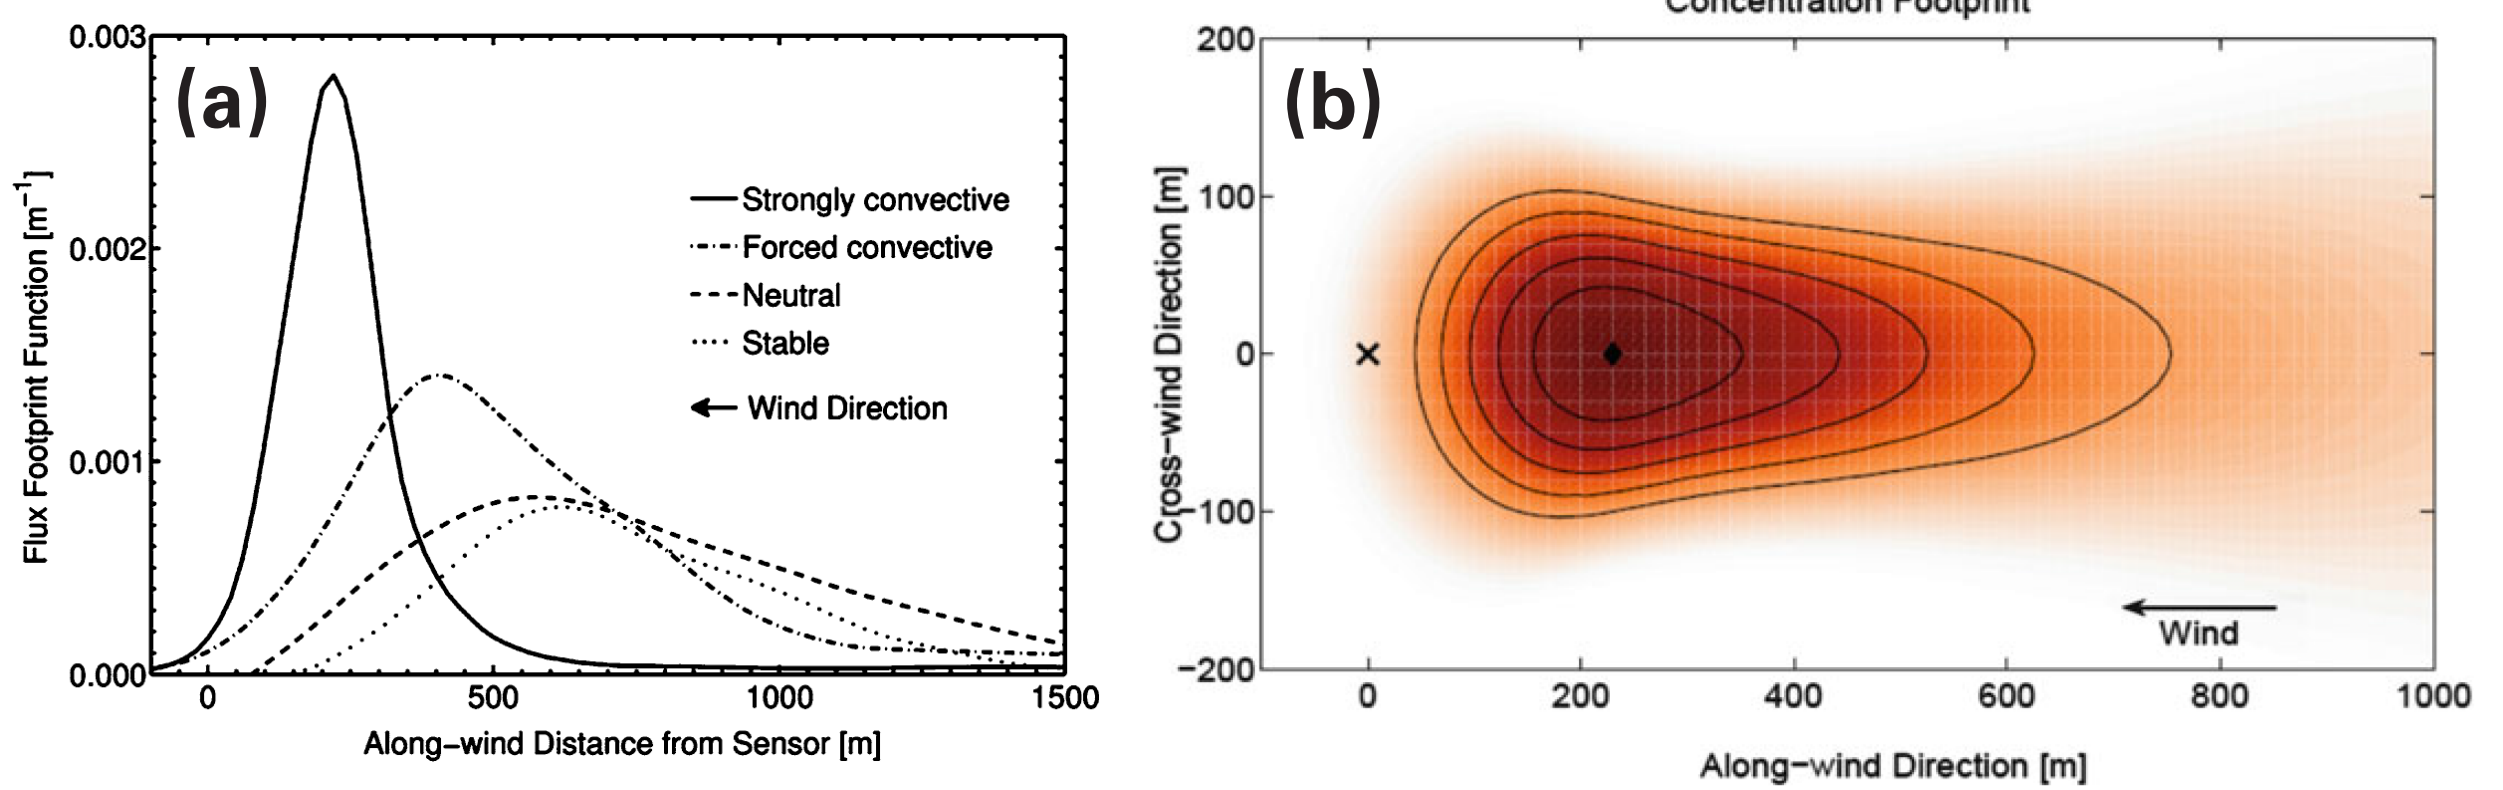 (a)
0.003
0.002
0.001
0.000
Flux Footprint Function [m⁻¹]
Strongly convective
Forced convective
Neutral
Stable
Wind Direction
0 500 1000 1500
Along−wind Distance from Sensor [m]
Concentration Footprint
(b)
200
100
0
−100
−200
Cross−wind Direction [m]
Wind
0 200 400 600 800 1000
Along−wind Direction [m]